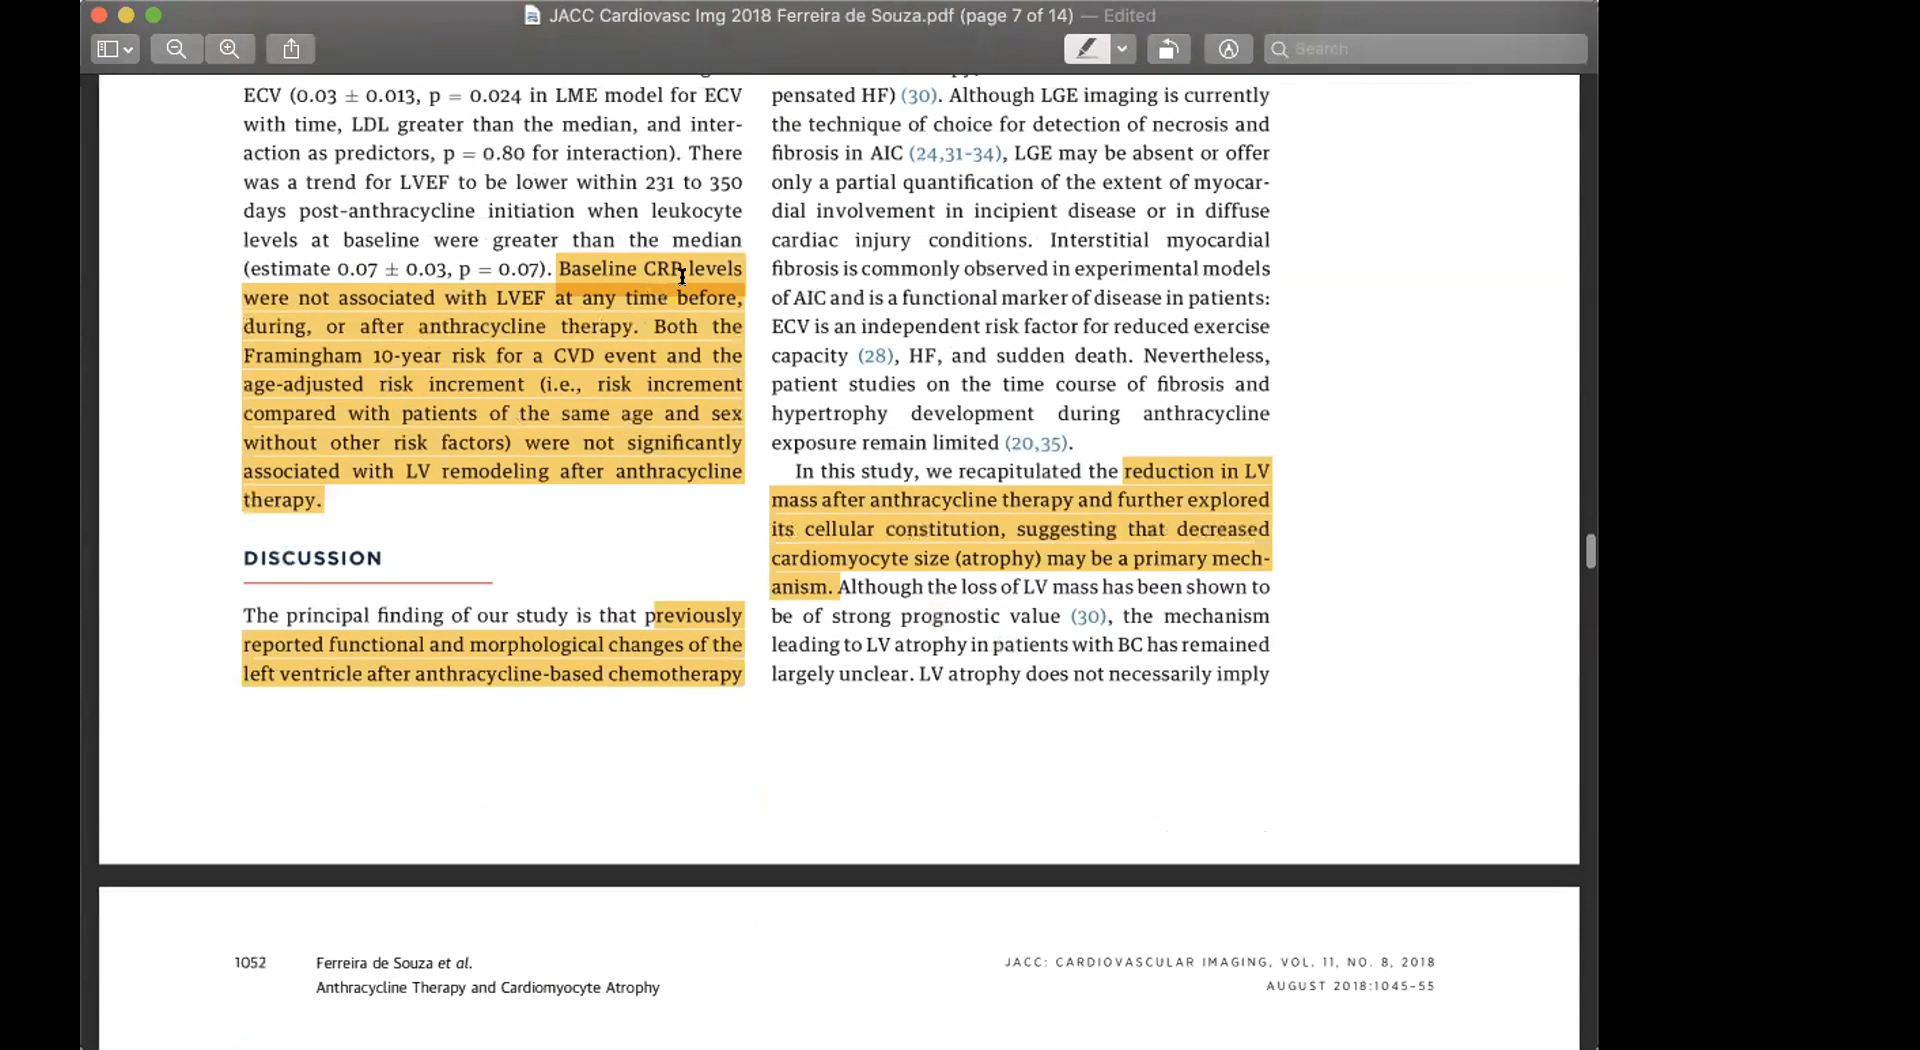 JACC Cardiovasc Img 2018 Ferreira de Souza.pdf (page 7 of 14) — Edited
Search
ECV (0.03 ± 0.013, p = 0.024 in LME model for ECV
with time, LDL greater than the median, and inter-
action as predictors, p = 0.80 for interaction). There
was a trend for LVEF to be lower within 231 to 350
days post-anthracycline initiation when leukocyte
levels at baseline were greater than the median
(estimate 0.07 ± 0.03, p = 0.07). Baseline CRP levels
were not associated with LVEF at any time before,
during, or after anthracycline therapy. Both the
Framingham 10-year risk for a CVD event and the
age-adjusted risk increment (i.e., risk increment
compared with patients of the same age and sex
without other risk factors) were not significantly
associated with LV remodeling after anthracycline
therapy.
DISCUSSION
The principal finding of our study is that previously
reported functional and morphological changes of the
left ventricle after anthracycline-based chemotherapy
pensated HF) (30). Although LGE imaging is currently
the technique of choice for detection of necrosis and
fibrosis in AIC (24,31-34), LGE may be absent or offer
only a partial quantification of the extent of myocar-
dial involvement in incipient disease or in diffuse
cardiac injury conditions. Interstitial myocardial
fibrosis is commonly observed in experimental models
of AIC and is a functional marker of disease in patients:
ECV is an independent risk factor for reduced exercise
capacity (28), HF, and sudden death. Nevertheless,
patient studies on the time course of fibrosis and
hypertrophy development during anthracycline
exposure remain limited (20,35).
In this study, we recapitulated the reduction in LV
mass after anthracycline therapy and further explored
its cellular constitution, suggesting that decreased
cardiomyocyte size (atrophy) may be a primary mech-
anism. Although the loss of LV mass has been shown to
be of strong prognostic value (30), the mechanism
leading to LV atrophy in patients with BC has remained
largely unclear. LV atrophy does not necessarily imply
1052
Ferreira de Souza et al.
Anthracycline Therapy and Cardiomyocyte Atrophy
JACC: CARDIOVASCULAR IMAGING, VOL. 11, NO. 8, 2018
AUGUST 2018:1045-55